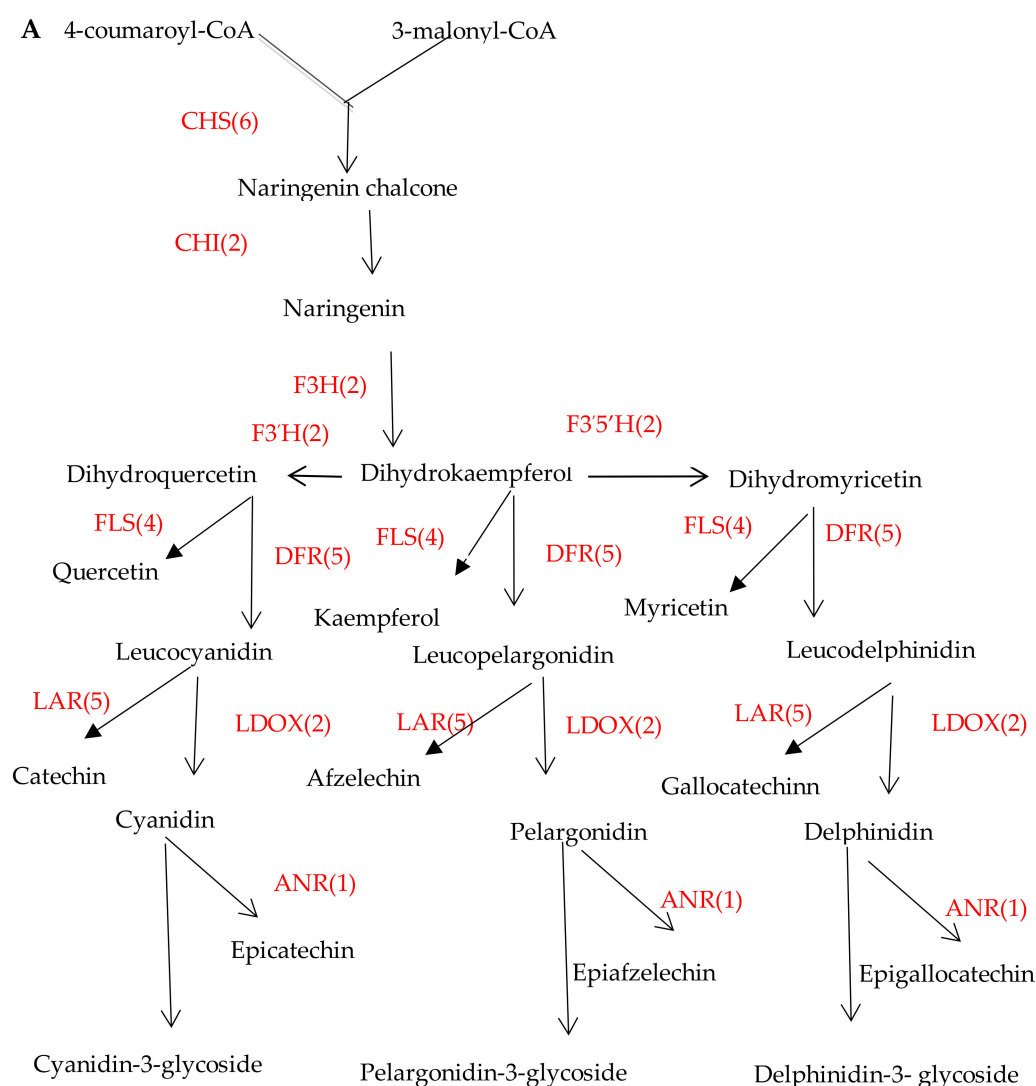 A 4-coumaroyl-CoA 3-malonyl-CoA
CHS(6)
Naringenin chalcone
CHI(2)
Naringenin
F3H(2)
F3'H(2) F3'5’H(2)
Dihydroquercetin Dihydrokaempferol Dihydromyricetin
FLS(4) DFR(5) FLS(4) DFR(5) FLS(4) DFR(5)
Quercetin Kaempferol Myricetin
Leucocyanidin Leucopelargonidin Leucodelphinidin
LAR(5) LDOX(2) LAR(5) LDOX(2) LAR(5) LDOX(2)
Catechin Afzelechin Gallocatechinn
Cyanidin Pelargonidin Delphinidin
ANR(1) ANR(1) ANR(1)
Epicatechin Epiafzelechin Epigallocatechin
Cyanidin-3-glycoside Pelargonidin-3-glycoside Delphinidin-3- glycoside